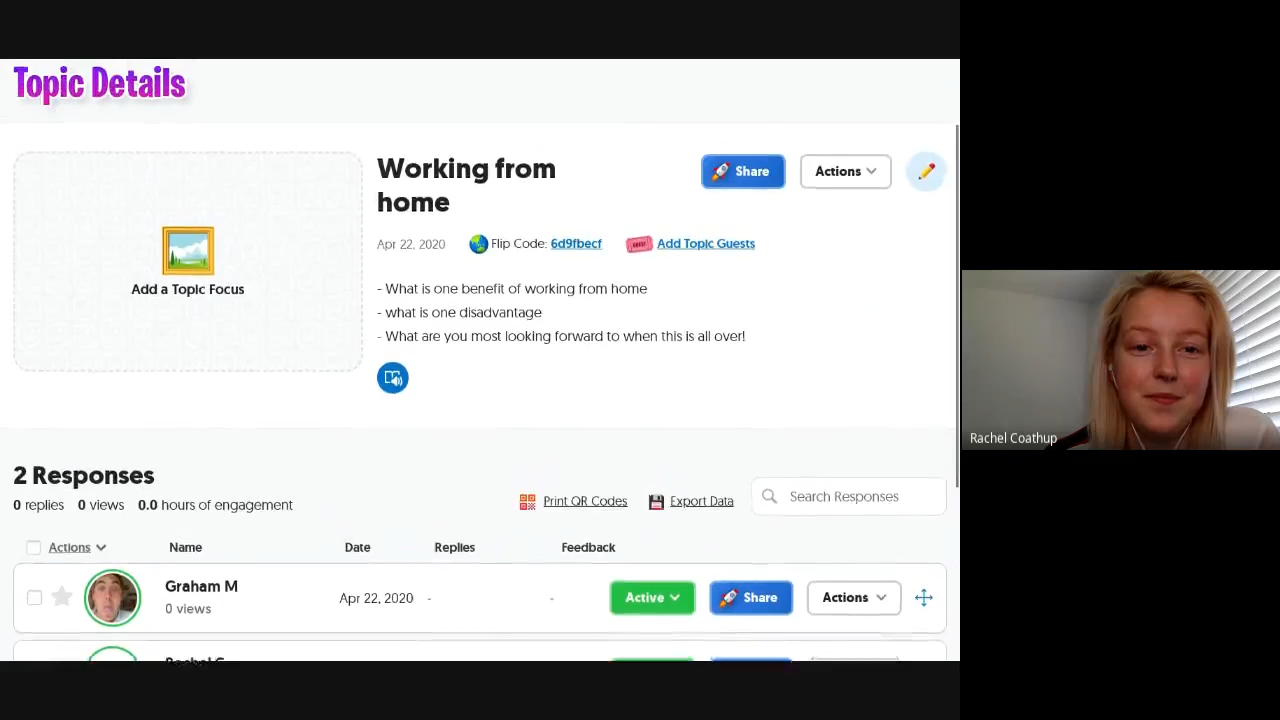 Topic Details
Working from
home
Share
Actions
Apr 22, 2020
Flip Code: 6d9fbecf
Add Topic Guests
Add a Topic Focus
- What is one benefit of working from home
- what is one disadvantage
- What are you most looking forward to when this is all over!
Rachel Coathup
2 Responses
0 replies 0 views 0.0 hours of engagement
Print QR Codes
Export Data
Search Responses
Actions Name Date Replies Feedback
Graham M
0 views
Apr 22, 2020 - -
Active
Share
Actions